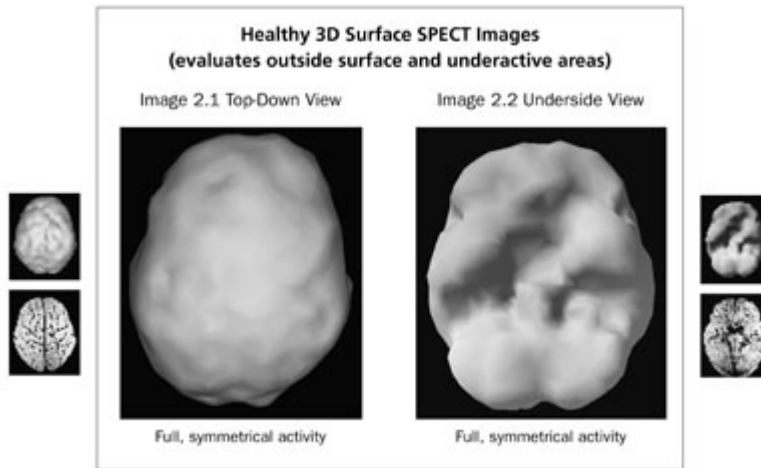 Healthy 3D Surface SPECT Images
(evaluates outside surface and underactive areas)
Image 2.1 Top-Down View
Image 2.2 Underside View
Full, symmetrical activity
Full, symmetrical activity